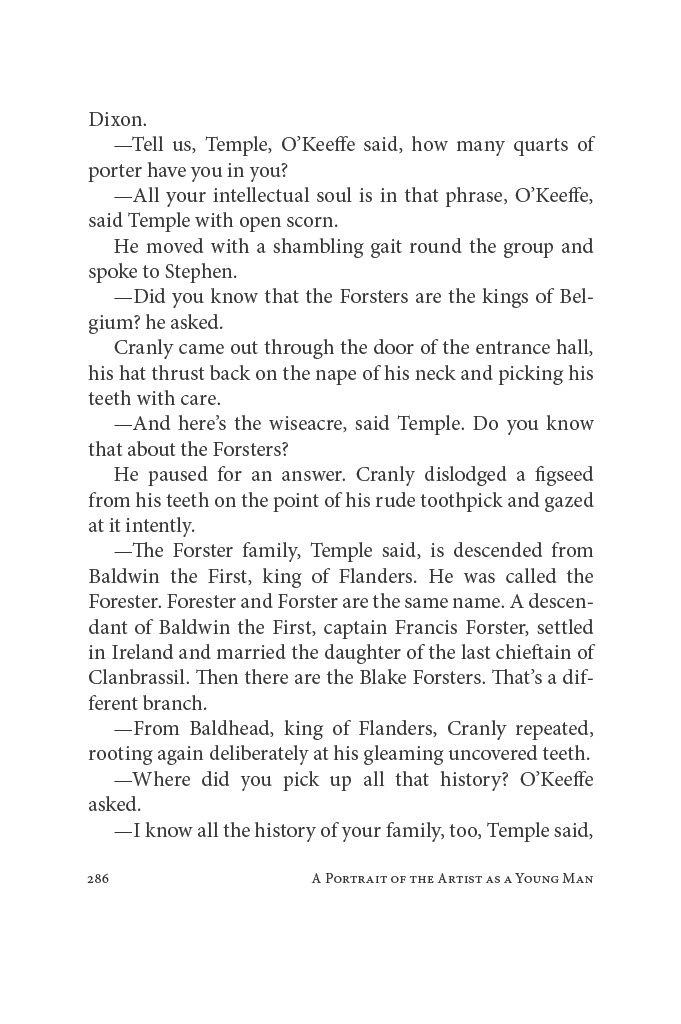 Dixon.
—Tell us, Temple, O’Keeffe said, how many quarts of
porter have you in you?
—All your intellectual soul is in that phrase, O’Keeffe,
said Temple with open scorn.
He moved with a shambling gait round the group and
spoke to Stephen.
—Did you know that the Forsters are the kings of Bel-
gium? he asked.
Cranly came out through the door of the entrance hall,
his hat thrust back on the nape of his neck and picking his
teeth with care.
—And here’s the wiseacre, said Temple. Do you know
that about the Forsters?
He paused for an answer. Cranly dislodged a figseed
from his teeth on the point of his rude toothpick and gazed
at it intently.
—The Forster family, Temple said, is descended from
Baldwin the First, king of Flanders. He was called the
Forester. Forester and Forster are the same name. A descen-
dant of Baldwin the First, captain Francis Forster, settled
in Ireland and married the daughter of the last chieftain of
Clanbrassil. Then there are the Blake Forsters. That’s a dif-
ferent branch.
—From Baldhead, king of Flanders, Cranly repeated,
rooting again deliberately at his gleaming uncovered teeth.
—Where did you pick up all that history? O’Keeffe
asked.
—I know all the history of your family, too, Temple said,
286 A Portrait of the Artist as a Young Man